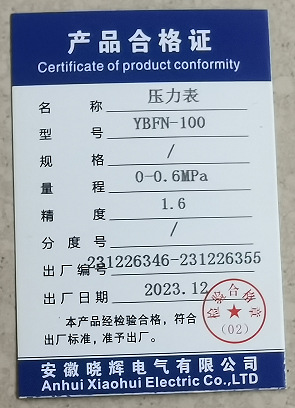 产品合格证
Certificate of product conformity
名 称 压力表
型 号 YBFN-100
规 格 /
量 程 0-0.6MPa
精 度 1.6
分 度 号 /
出厂编号 231226346-231226355
出厂日期 2023.12
本产品经检验合格，符合
出厂标准，准予出厂。
检验合格章
(02)
安徽晓辉电气有限公司
Anhui Xiaohui Electric Co.,LTD